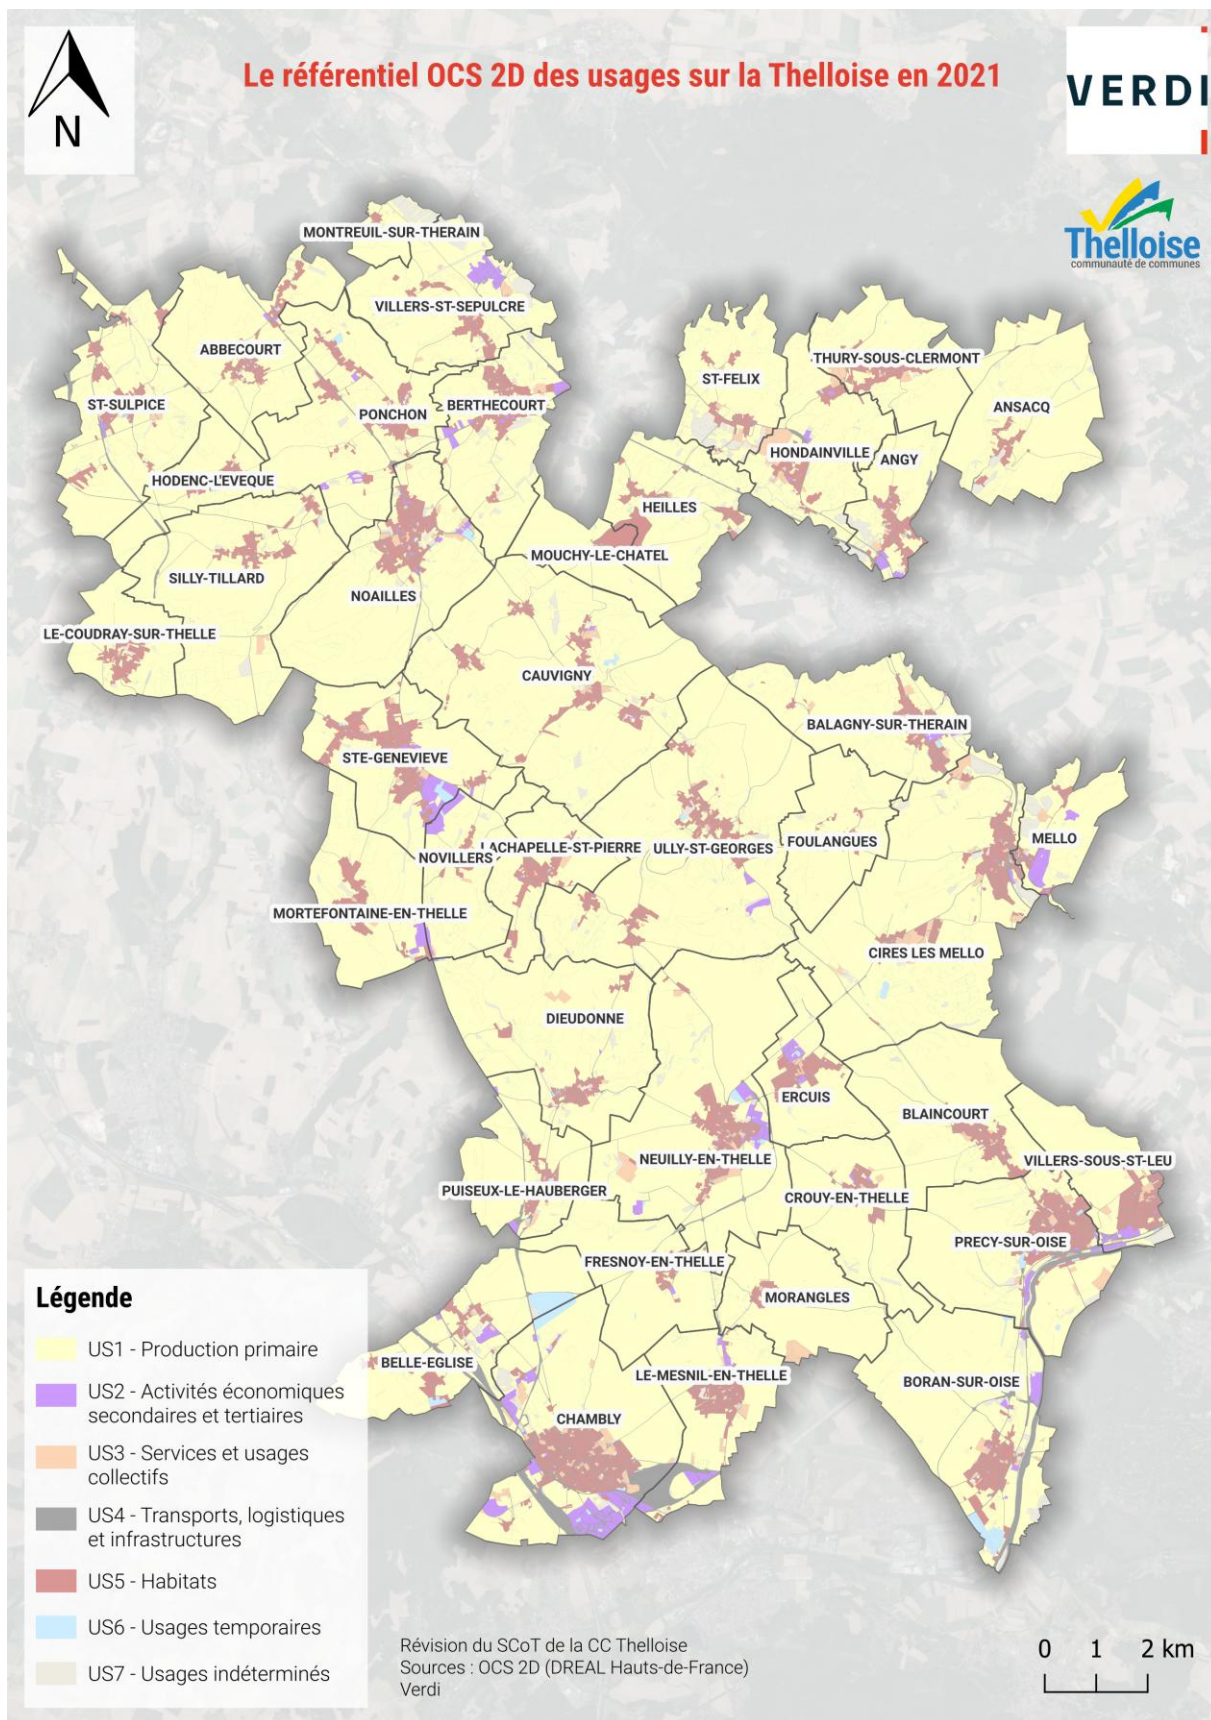 Le référentiel OCS 2D des usages sur la Thelloise en 2021
N
VERDI
Thelloise
communauté de communes
MONTREUIL-SUR-THERAIN
VILLERS-ST-SEPULCRE
ABBECOURT
THURY-SOUS-CLERMONT
ST-FELIX
ST-SULPICE
PONCHON
BERTHECOURT
ANSACQ
HODENC-L'EVEQUE
HONDAINVILLE
ANGY
HEILLES
MOUCHY-LE-CHATEL
SILLY-TILLARD
NOAILLES
LE-COUDRAY-SUR-THELLE
CAUVIGNY
BALAGNY-SUR-THERAIN
STE-GENEVIEVE
MELLO
LACHAPELLE-ST-PIERRE
ULLY-ST-GEORGES
FOULANGUES
NOVILLERS
MORTEFONTAINE-EN-THELLE
CIRES LES MELLO
DIEUDONNE
ERCUIS
BLAINCOURT
NEUILLY-EN-THELLE
VILLERS-SOUS-ST-LEU
PUISEUX-LE-HAUBERGER
CROUY-EN-THELLE
PRECY-SUR-OISE
FRESNOY-EN-THELLE
MORANGLES
BELLE-EGLISE
LE-MESNIL-EN-THELLE
BORAN-SUR-OISE
CHAMBLY
Légende
US1 - Production primaire
US2 - Activités économiques
secondaires et tertiaires
US3 - Services et usages
collectifs
US4 - Transports, logistiques
et infrastructures
US5 - Habitats
US6 - Usages temporaires
US7 - Usages indéterminés
Révision du SCoT de la CC Thelloise
Sources : OCS 2D (DREAL Hauts-de-France)
Verdi
0 1 2 km